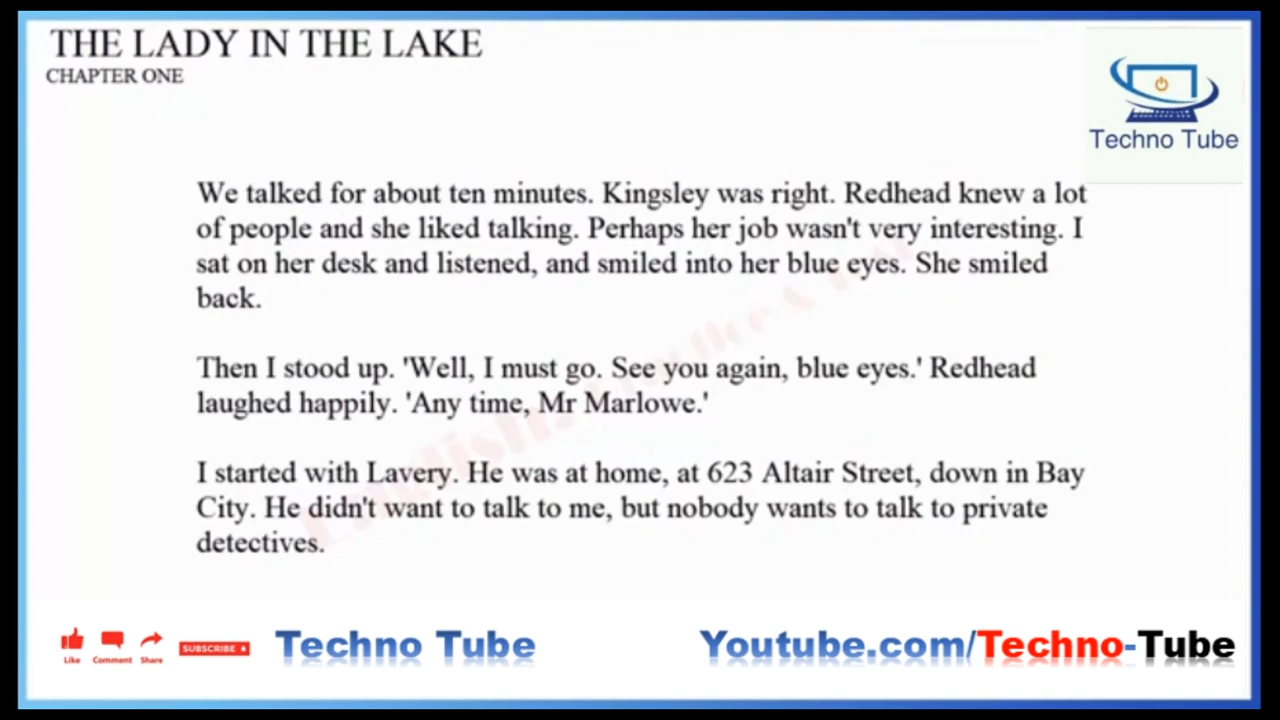 THE LADY IN THE LAKE
CHAPTER ONE
Techno Tube
We talked for about ten minutes. Kingsley was right. Redhead knew a lot
of people and she liked talking. Perhaps her job wasn't very interesting. I
sat on her desk and listened, and smiled into her blue eyes. She smiled
back.
Then I stood up. 'Well, I must go. See you again, blue eyes.' Redhead
laughed happily. 'Any time, Mr Marlowe.'
I started with Lavery. He was at home, at 623 Altair Street, down in Bay
City. He didn't want to talk to me, but nobody wants to talk to private
detectives.
Like Comment Share SUBSCRIBE Techno Tube Youtube.com/Techno-Tube